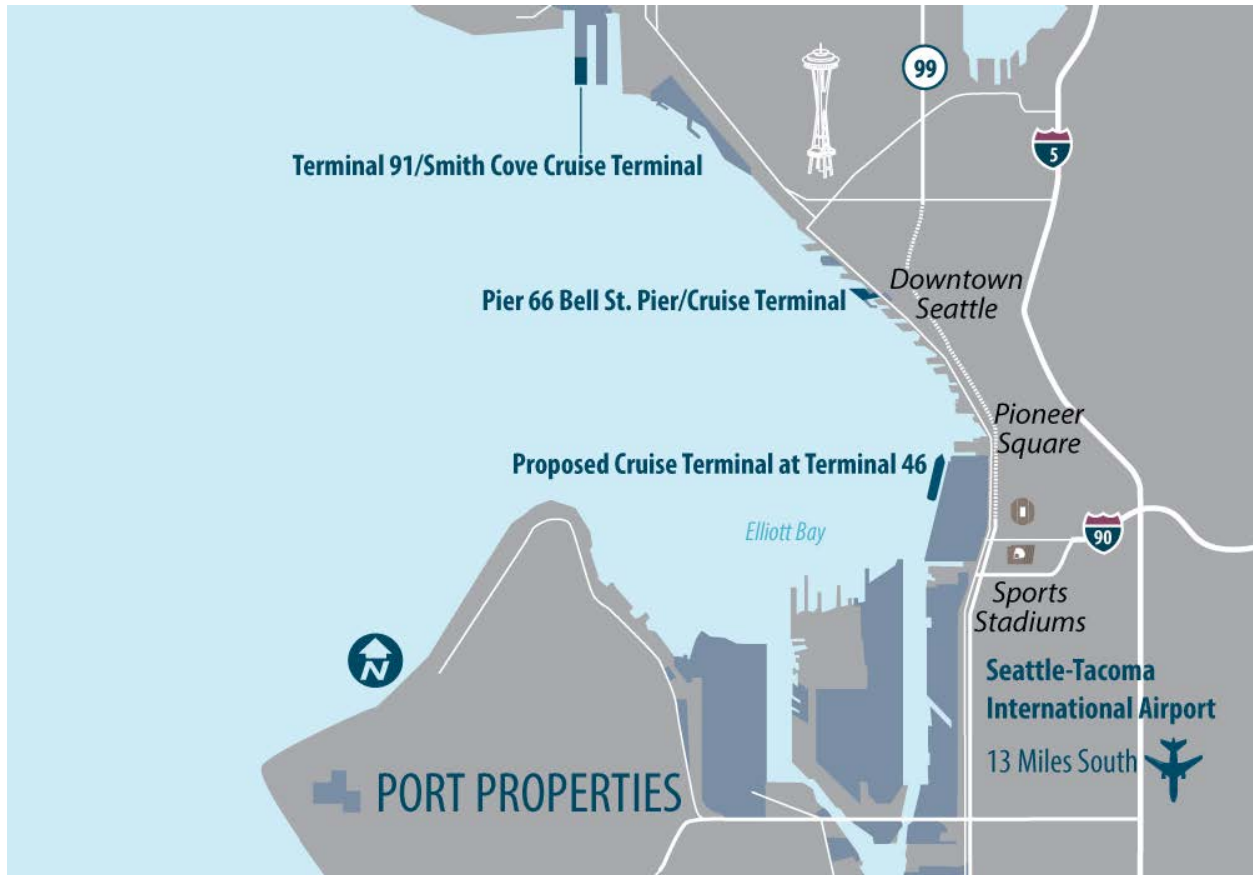 99
5
Terminal 91/Smith Cove Cruise Terminal
Downtown
Seattle
Pier 66 Bell St. Pier/Cruise Terminal
Pioneer
Square
Proposed Cruise Terminal at Terminal 46
Elliott Bay
90
Sports
Stadiums
N
Seattle-Tacoma
International Airport
13 Miles South
PORT PROPERTIES